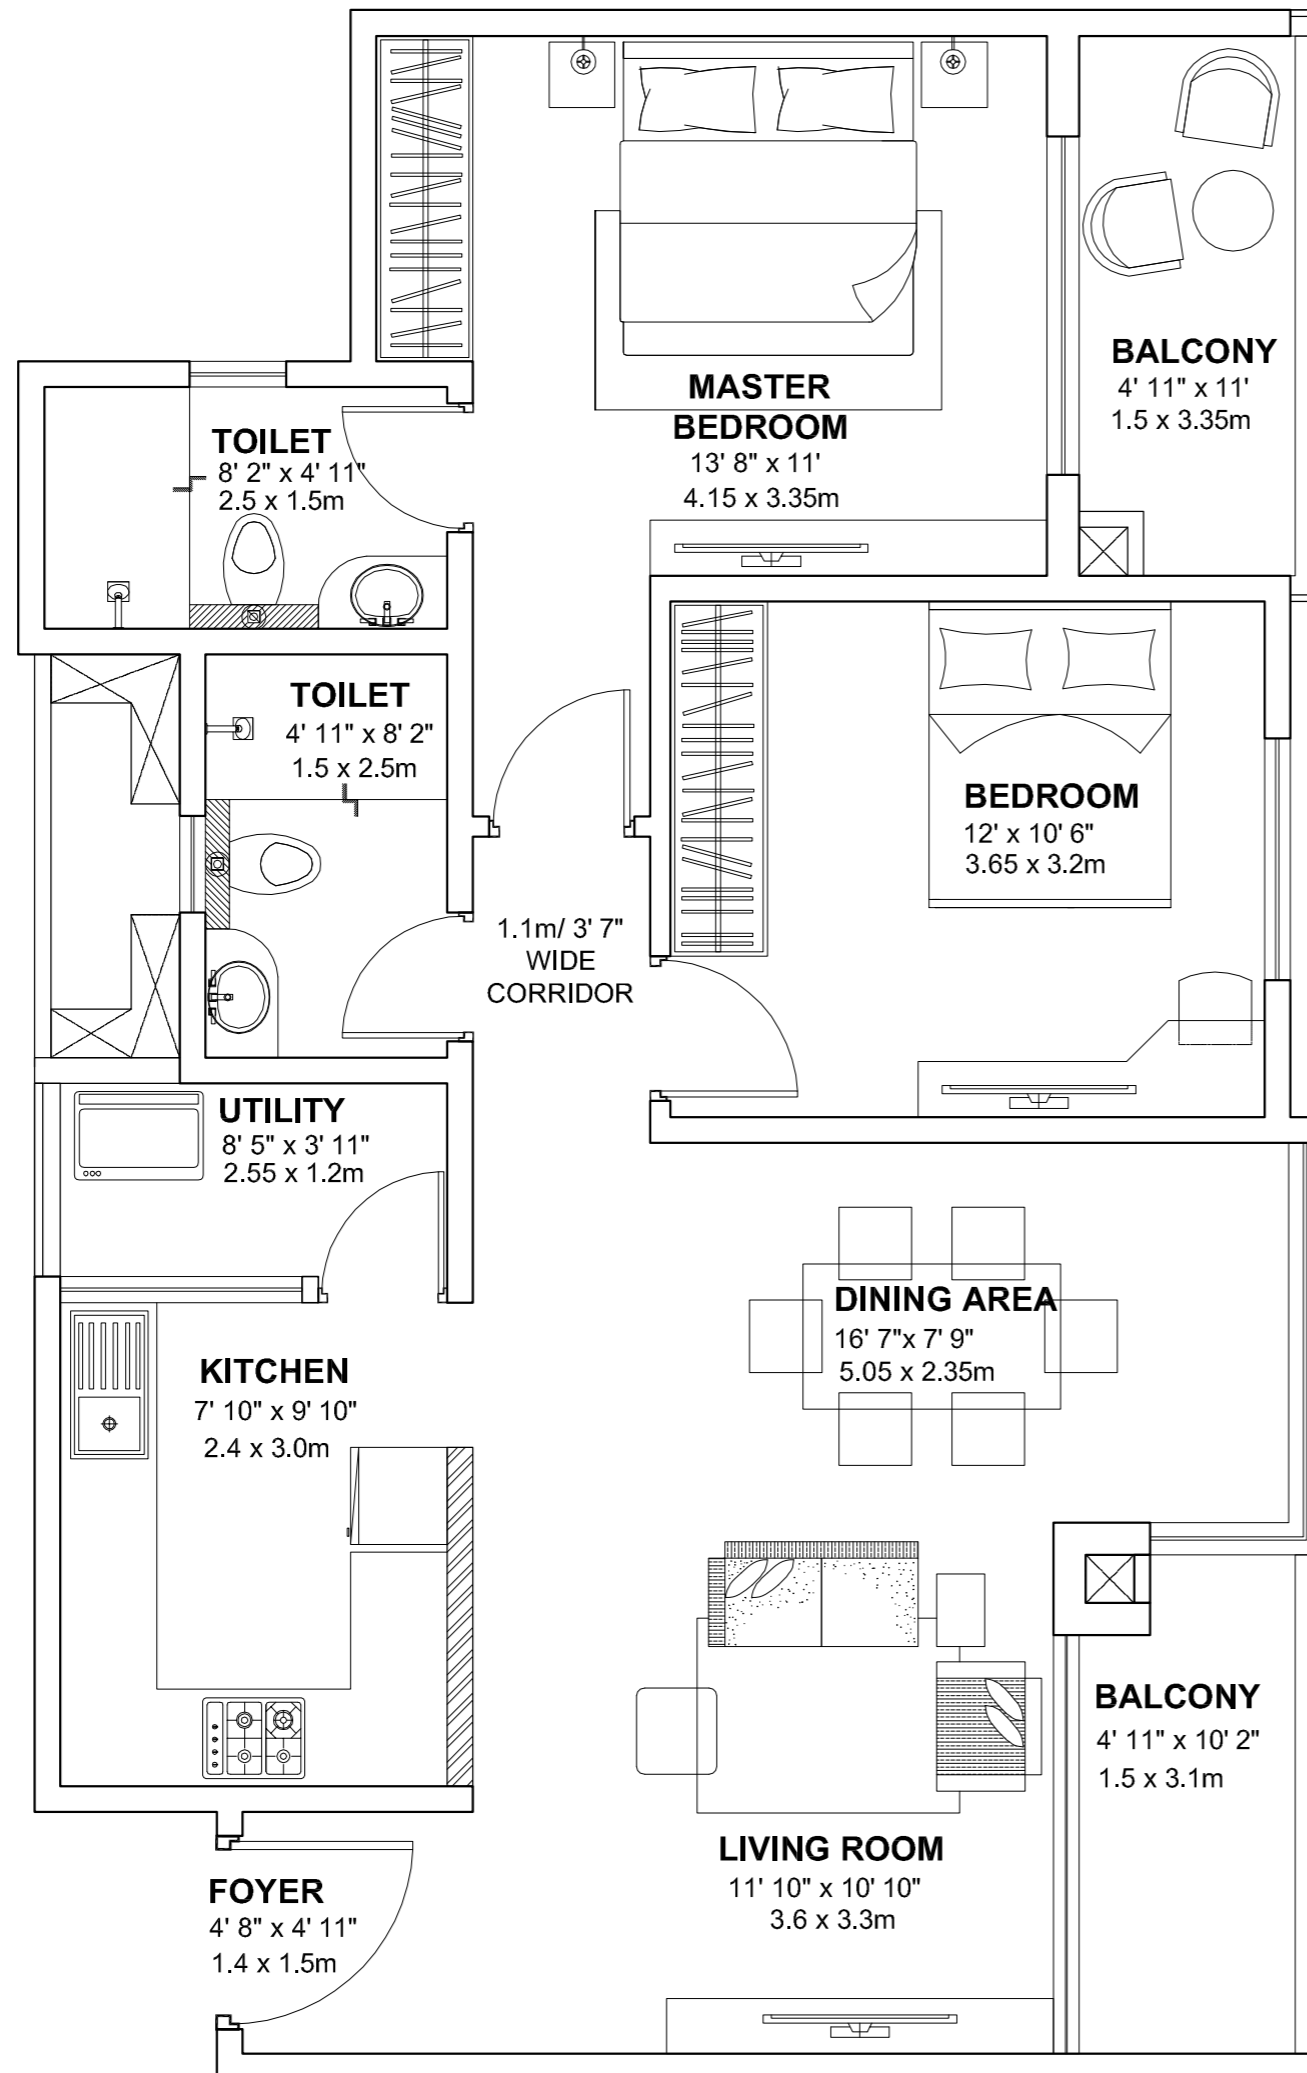 BALCONY
4' 11" x 11'
1.5 x 3.35m
MASTER
BEDROOM
13' 8" x 11'
4.15 x 3.35m
TOILET
8' 2" x 4' 11"
2.5 x 1.5m
TOILET
4' 11" x 8' 2"
1.5 x 2.5m
BEDROOM
12' x 10' 6"
3.65 x 3.2m
1.1m/ 3' 7"
WIDE
CORRIDOR
UTILITY
8' 5" x 3' 11"
2.55 x 1.2m
DINING AREA
16' 7"x 7' 9"
5.05 x 2.35m
KITCHEN
7' 10" x 9' 10"
2.4 x 3.0m
BALCONY
4' 11" x 10' 2"
1.5 x 3.1m
LIVING ROOM
11' 10" x 10' 10"
3.6 x 3.3m
FOYER
4' 8" x 4' 11"
1.4 x 1.5m